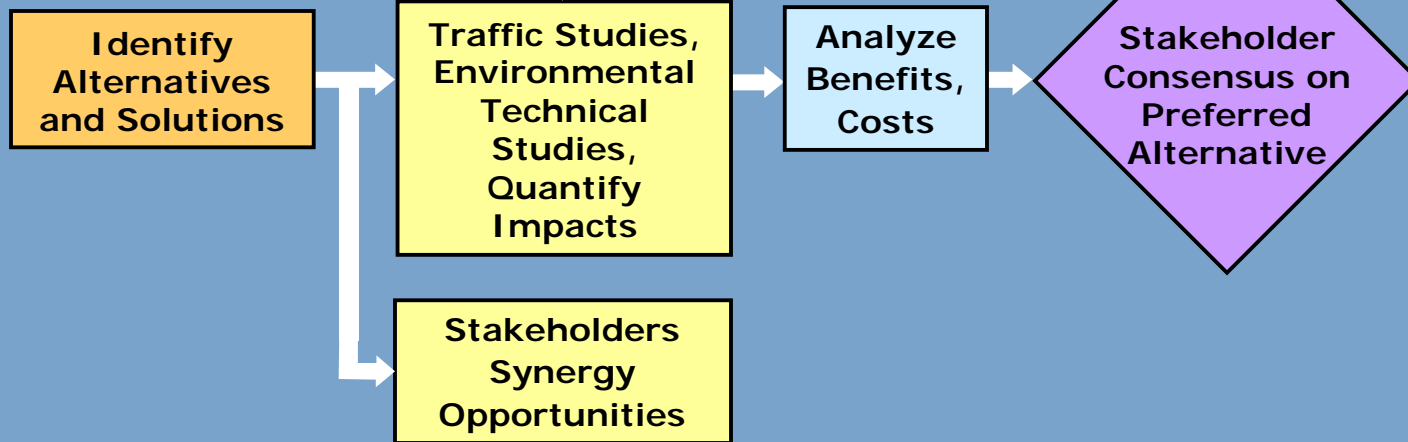 Identify
Alternatives
and Solutions
Traffic Studies,
Environmental
Technical
Studies,
Quantify
Impacts
Analyze
Benefits,
Costs
Stakeholder
Consensus on
Preferred
Alternative
Stakeholders
Synergy
Opportunities